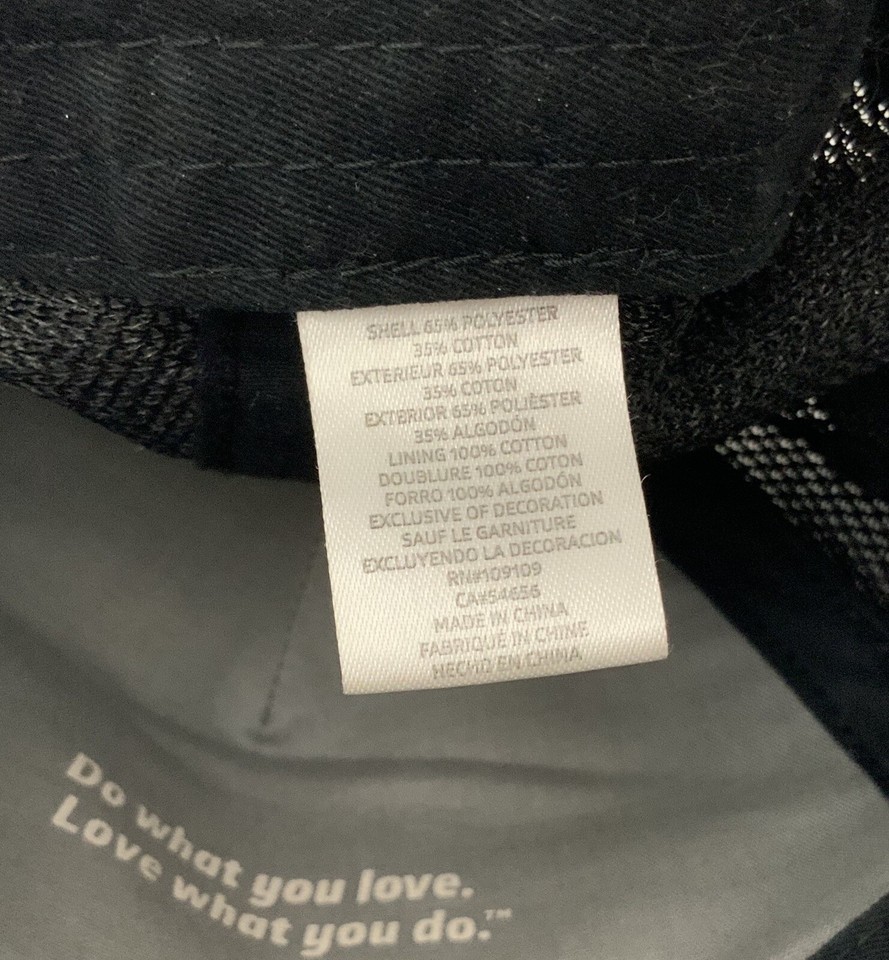 SHELL 65% POLYESTER
35% COTTON
EXTERIEUR 65% POLYESTER
35% COTON
EXTERIOR 65% POLIÉSTER
35% ALGODÓN
LINING 100% COTTON
DOUBLURE 100% COTON
FORRO 100% ALGODÓN
EXCLUSIVE OF DECORATION
SAUF LE GARNITURE
EXCLUYENDO LA DECORACION
RN#109109
CA#54656
MADE IN CHINA
FABRIQUE IN CHINE
HECHO EN CHINA
Do what you love.
Love what you do.™